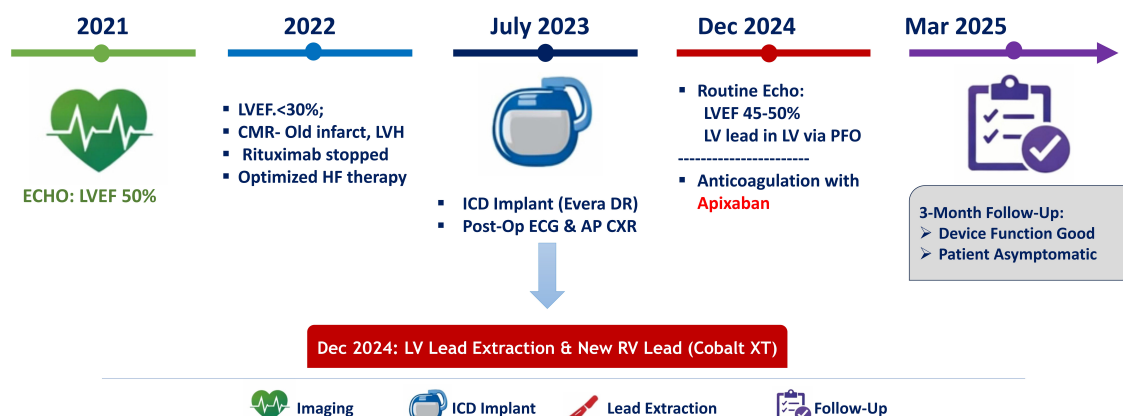 2021
2022
July 2023
Dec 2024
Mar 2025
ECHO: LVEF 50%
▪ LVEF.<30%;
▪ CMR- Old infarct, LVH
▪ Rituximab stopped
▪ Optimized HF therapy
▪ ICD Implant (Evera DR)
▪ Post-Op ECG & AP CXR
▪ Routine Echo:
LVEF 45-50%
LV lead in LV via PFO
-----------------------
▪ Anticoagulation with
Apixaban
3-Month Follow-Up:
➢ Device Function Good
➢ Patient Asymptomatic
Dec 2024: LV Lead Extraction & New RV Lead (Cobalt XT)
Imaging
ICD Implant
Lead Extraction
Follow-Up